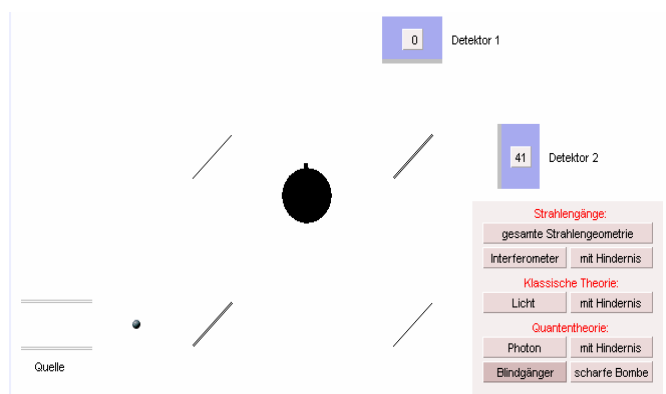 0 Detektor 1
41 Detektor 2
Strahlengänge:
gesamte Strahlengeometrie
Interferometer mit Hindernis
Klassische Theorie:
Licht mit Hindernis
Quantentheorie:
Photon mit Hindernis
Blindgänger scharfe Bombe
Quelle